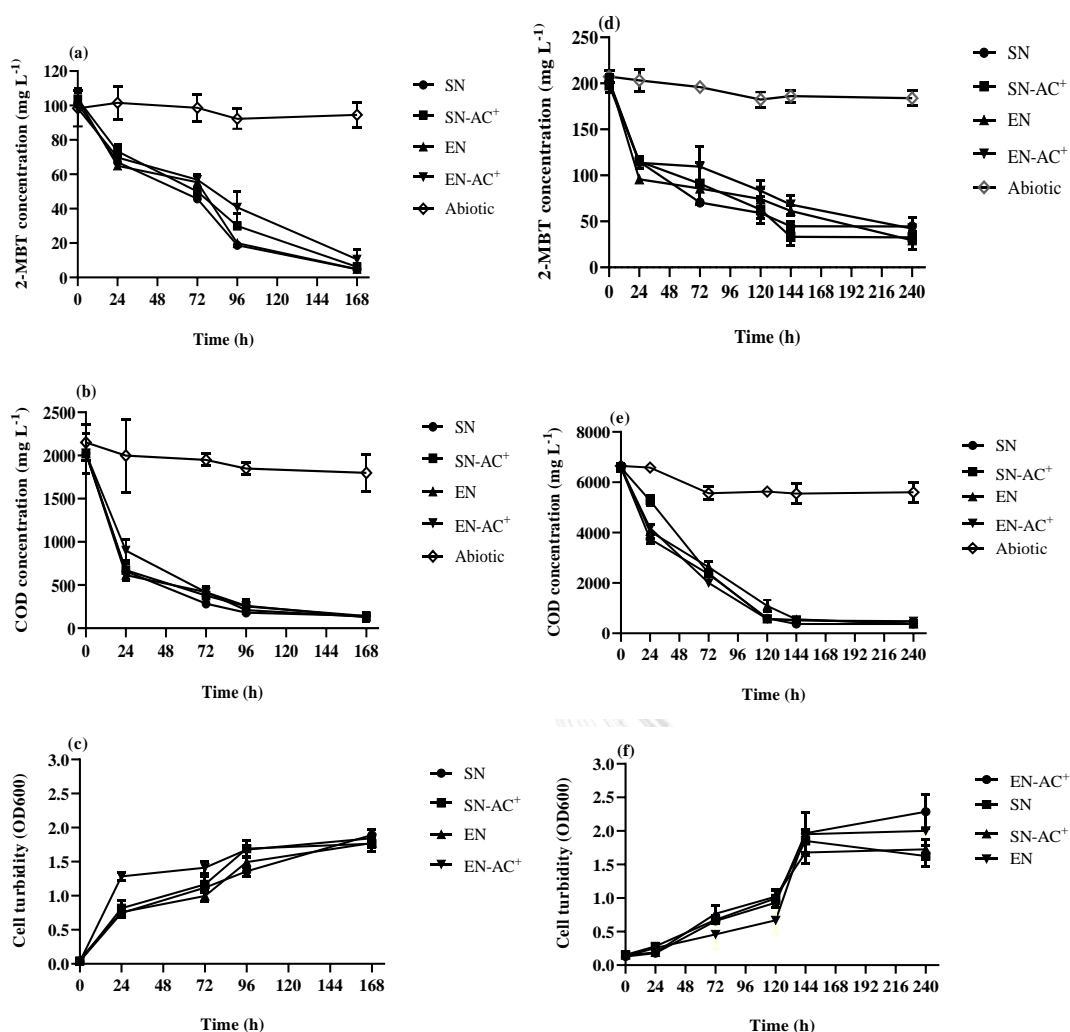 (a)
2-MBT concentration (mg L⁻¹)
120
100
80
60
40
20
0
0 24 48 72 96 120 144 168
Time (h)
SN
SN-AC⁺
EN
EN-AC⁺
Abiotic
(d)
2-MBT concentration (mg L⁻¹)
250
200
150
100
50
0
0 24 48 72 96 120 144 168 192 216 240
Time (h)
SN
SN-AC⁺
EN
EN-AC⁺
Abiotic
(b)
COD concentration (mg L⁻¹)
2500
2000
1500
1000
500
0
0 24 48 72 96 120 144 168
Time (h)
SN
SN-AC⁺
EN
EN-AC⁺
Abiotic
(e)
COD concentration (mg L⁻¹)
8000
6000
4000
2000
0
0 24 48 72 96 120 144 168 192 216 240
Time (h)
SN
SN-AC⁺
EN
EN-AC⁺
Abiotic
(c)
Cell turbidity (OD600)
3.0
2.5
2.0
1.5
1.0
0.5
0.0
0 24 48 72 96 120 144 168
Time (h)
SN
SN-AC⁺
EN
EN-AC⁺
(f)
Cell turbidity (OD600)
3.0
2.5
2.0
1.5
1.0
0.5
0.0
0 24 48 72 96 120 144 168 192 216 240
Time (h)
EN-AC⁺
SN
SN-AC⁺
EN